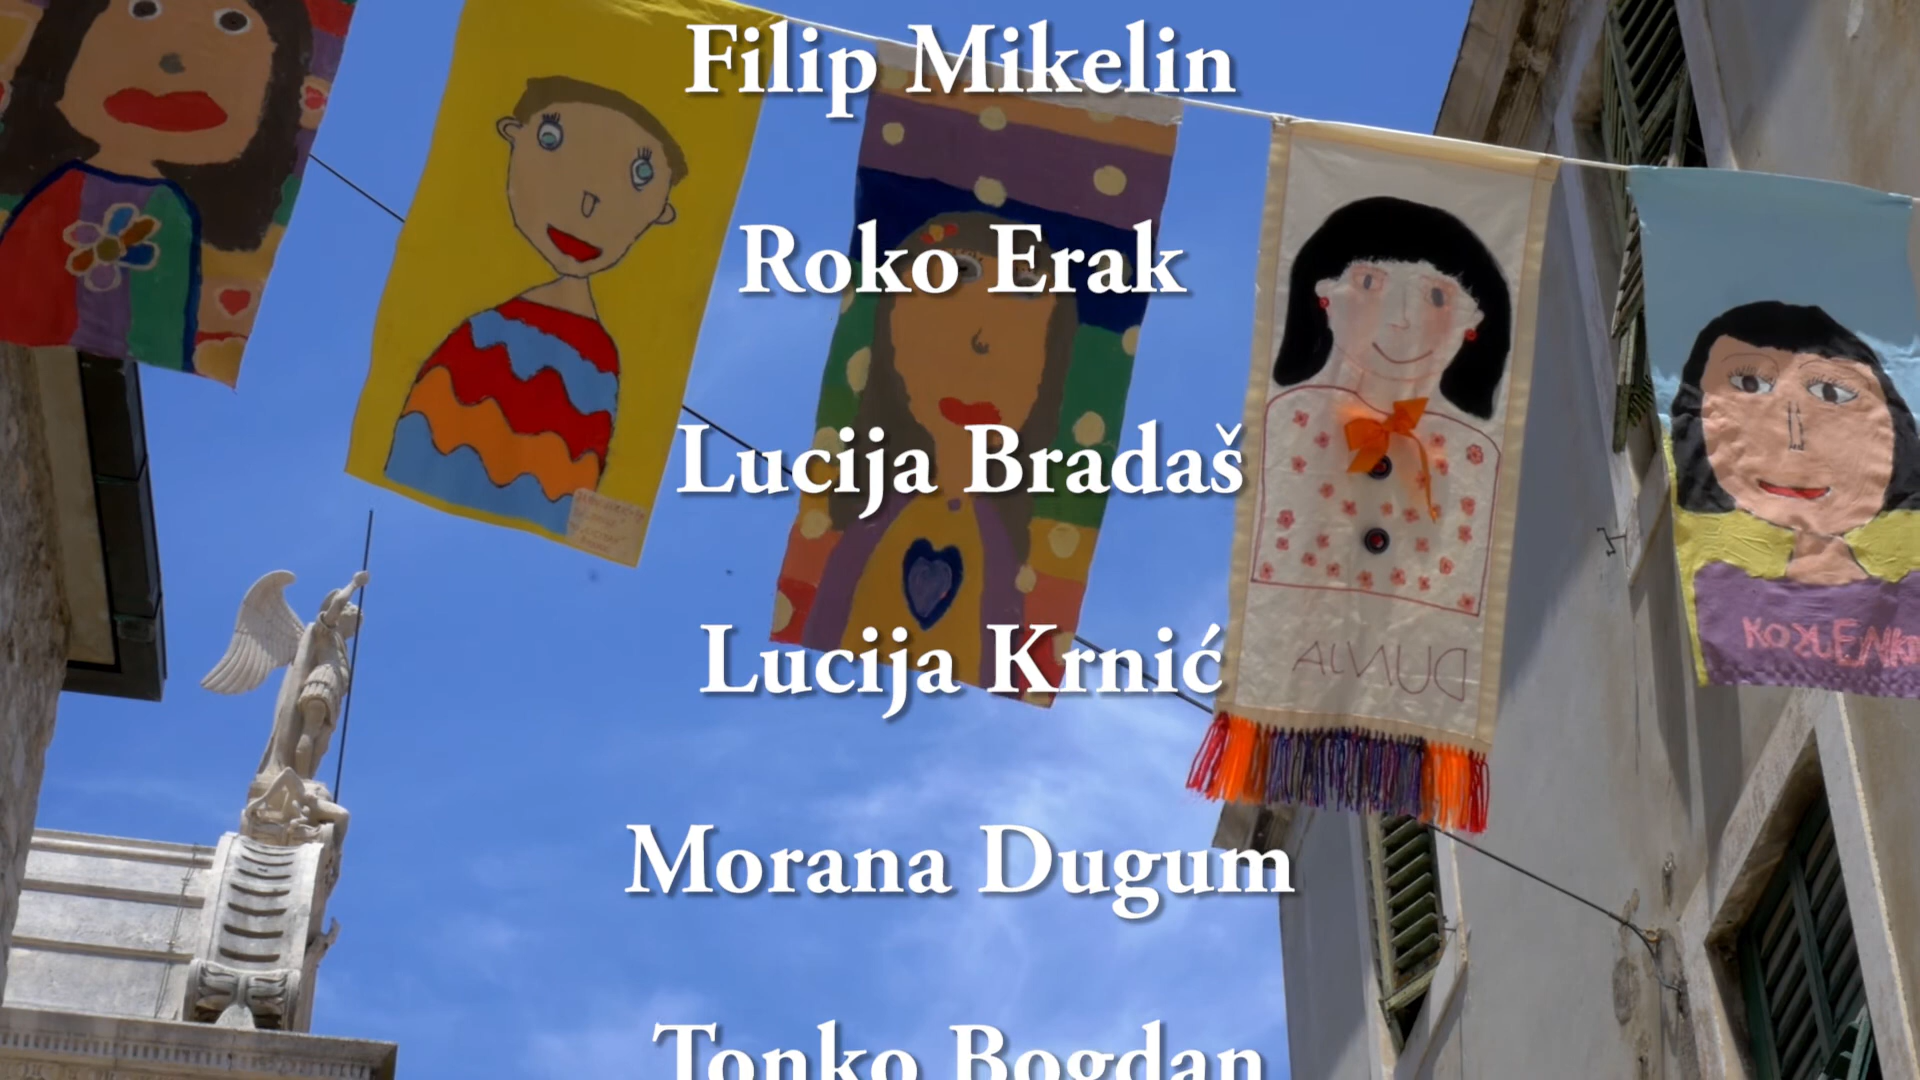 Filip Mikelin
Roko Erak
Lucija Bradaš
Lucija Krnić
Morana Dugum
Tonko Bogdan
DUNJA